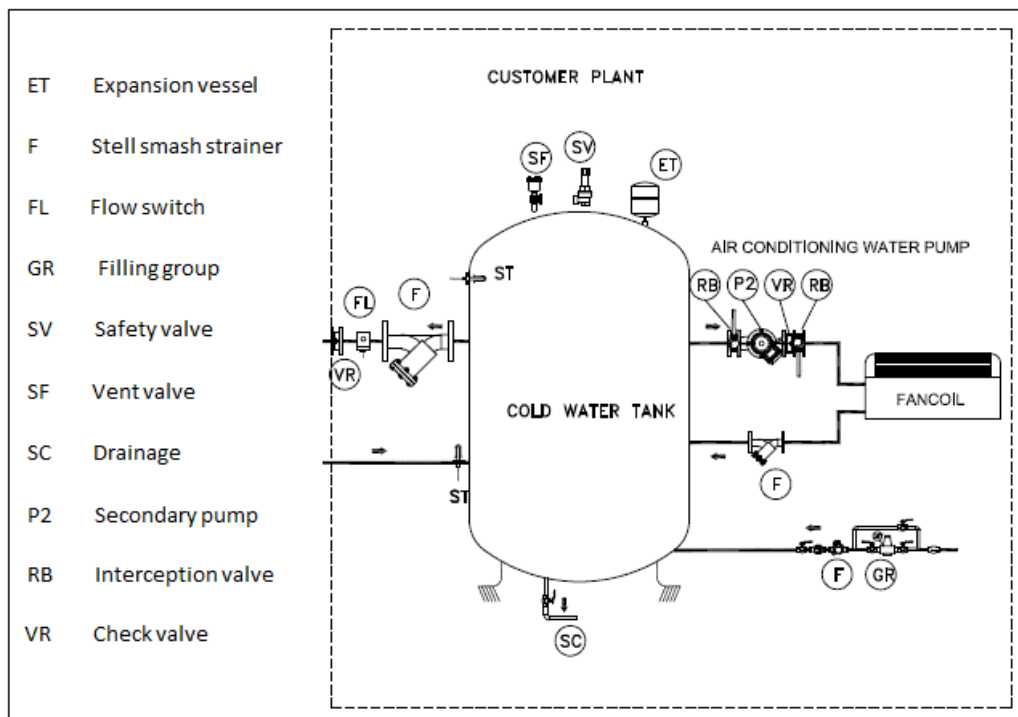 ET Expansion vessel
F Stell smash strainer
FL Flow switch
GR Filling group
SV Safety valve
SF Vent valve
SC Drainage
P2 Secondary pump
RB Interception valve
VR Check valve
CUSTOMER PLANT
SF
SV
ET
AIR CONDITIONING WATER PUMP
RB P2 VR RB
ST
FL
F
VR
FANCOIL
COLD WATER TANK
F
ST
F GR
SC